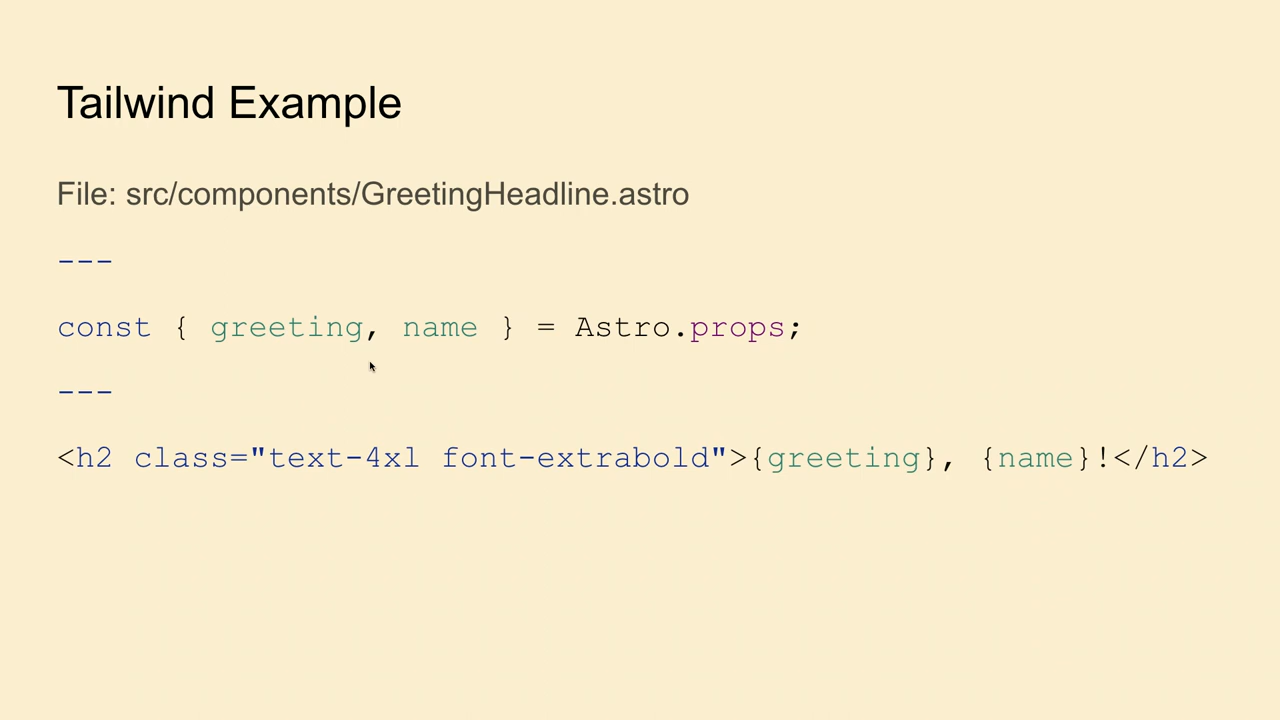 Tailwind Example
File: src/components/GreetingHeadline.astro
---
const { greeting, name } = Astro.props;
---
<h2 class="text-4xl font-extrabold">{greeting}, {name}!</h2>